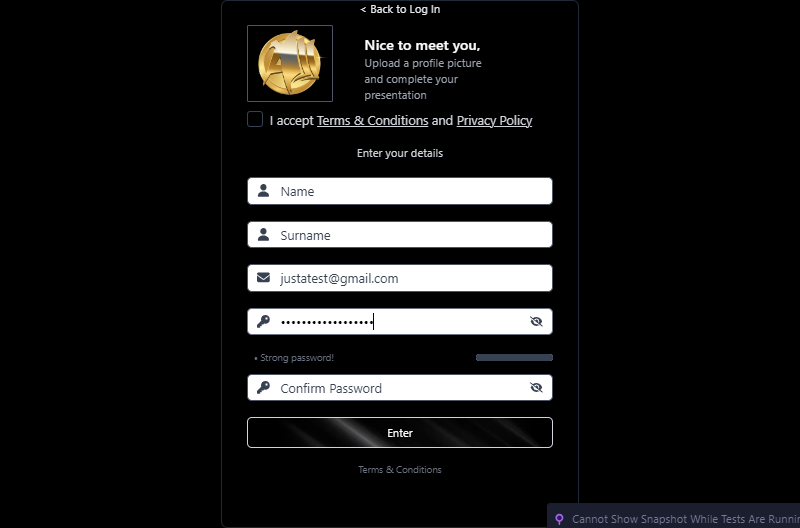 < Back to Log In
Nice to meet you,
Upload a profile picture
and complete your
presentation
I accept Terms & Conditions and Privacy Policy
Enter your details
Name
Surname
justatest@gmail.com
••••••••••••••••••
• Strong password!
Confirm Password
Enter
Terms & Conditions
Cannot Show Snapshot While Tests Are